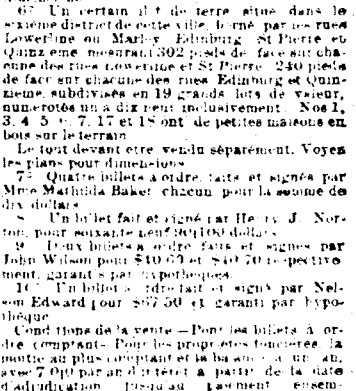 6° Un certain de terre situé dans le
sixième district de cette ville, borné par les rues
Lowerline ou Marley, Edinburg, St Pierre et
Quinzième, mesurant 302 pieds de face sur cha-
cune des rues Lowerline et St Pierre, 240 pieds
de face sur chacune des rues Edinburg et Quin-
zième, subdivisés en 19 grands lots de valeur,
numérotés un à dix neuf inclusivement. Nos 1,
3, 4, 5, 6, 7, 17 et 18 ont de petites maisons en
bois sur le terrain.
Le tout devant être vendu séparément. Voyez
les plans pour dimensions.
7° Quatre billets à ordre, faits et signés par
Mme Mathilda Baker chacun pour la somme de
dix dollars.
8 Un billet fait et signé par Henry J. Nor-
ton, pour soixante neuf dollars.
9 Deux billets à ordre faits et signés par
John Wilson pour et \$40 70 respective-
ment, garantis par hypothèques.
10 Un billet à ordre fait et signé par Nel-
son Edward pour \$67 50 et garanti par hypo-
thèque.
Conditions de la vente—Pour les billets à or-
dre comptant—Pour les propriétés foncières, la
moitié au plus comptant et la balance à un an,
avec 7 0/0 par an d'intérêt à partir de la date
d'adjudication jusqu'au paiement ensem-